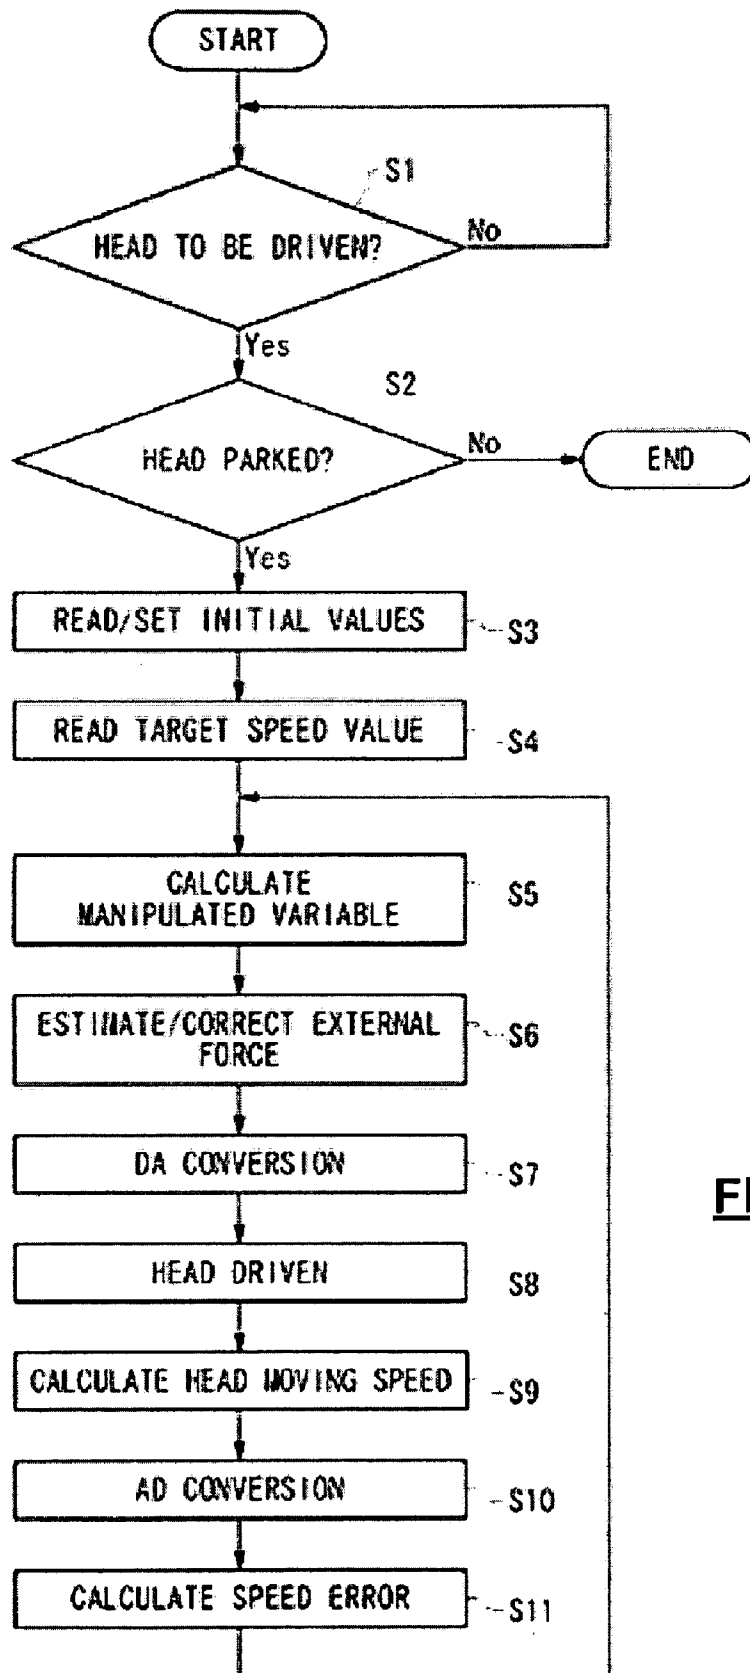 START
S1
HEAD TO BE DRIVEN?
No
Yes
S2
HEAD PARKED?
No
END
Yes
READ/SET INITIAL VALUES
S3
READ TARGET SPEED VALUE
S4
CALCULATE
MANIPULATED VARIABLE
S5
ESTIMATE/CORRECT EXTERNAL
FORCE
S6
DA CONVERSION
S7
HEAD DRIVEN
S8
CALCULATE HEAD MOVING SPEED
S9
AD CONVERSION
S10
CALCULATE SPEED ERROR
S11